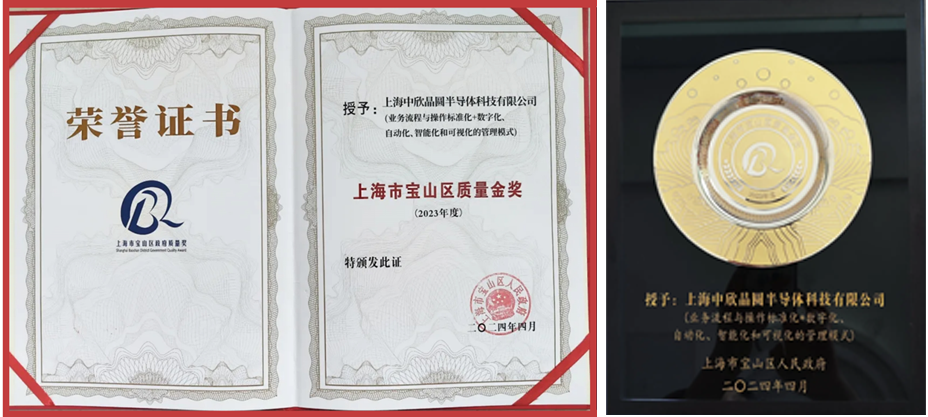 荣誉证书
上海市宝山区政府质量奖
Shanghai Baoshan District Government Quality Award
授予：上海中欣晶圆半导体科技有限公司
(业务流程与操作标准化+数字化、
自动化、智能化和可视化的管理模式)
上海市宝山区质量金奖
(2023年度)
特颁发此证
上海市宝山区人民政府
二〇二四年四月
授予：上海中欣晶圆半导体科技有限公司
(业务流程与操作标准化+数字化、
自动化、智能化和可视化的管理模式)
上海市宝山区人民政府
二〇二四年四月